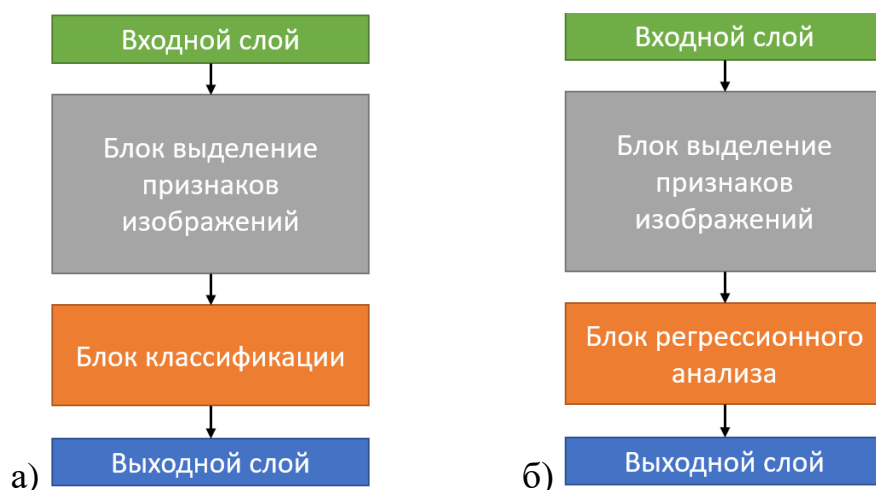 Входной слой
Блок выделение
признаков
изображений
Блок классификации
Выходной слой
а)
Входной слой
Блок выделение
признаков
изображений
Блок регрессионного
анализа
Выходной слой
б)